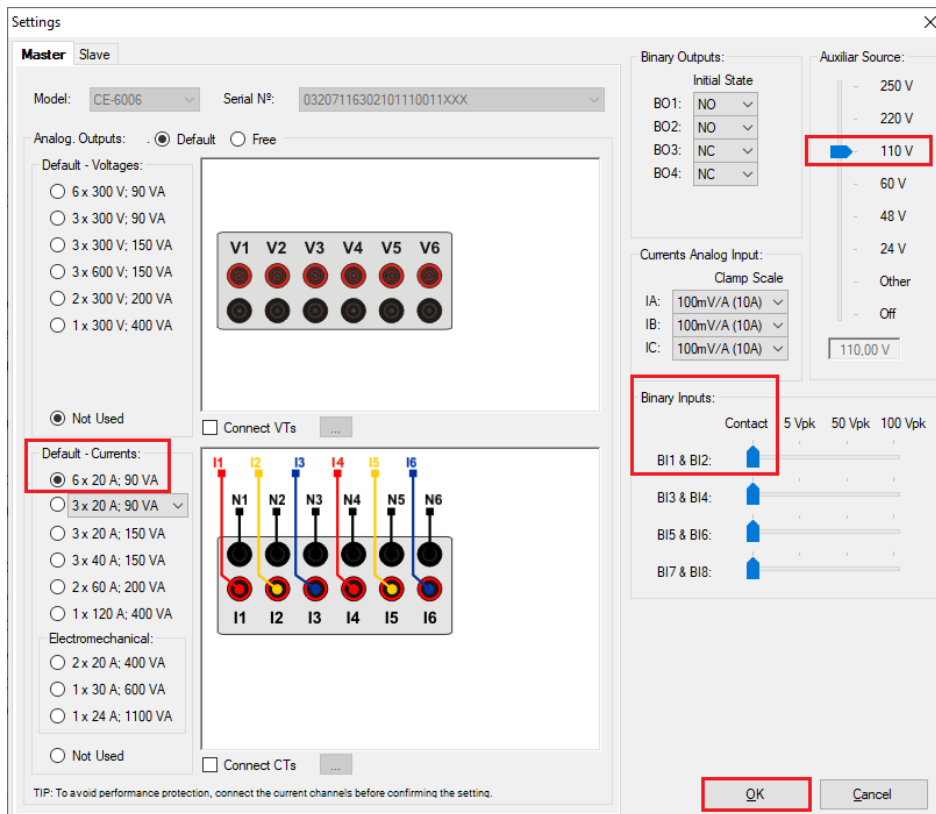 Settings
Master Slave
Model: CE-6006 Serial Nº: 03207116302101110011XXX
Analog. Outputs: . Default Free
Default - Voltages:
6 x 300 V; 90 VA
3 x 300 V; 90 VA
3 x 300 V; 150 VA
3 x 600 V; 150 VA
2 x 300 V; 200 VA
1 x 300 V; 400 VA
Not Used
V1 V2 V3 V4 V5 V6
Connect VTs ...
Default - Currents:
6 x 20 A; 90 VA
3 x 20 A; 90 VA
3 x 20 A; 150 VA
3 x 40 A; 150 VA
2 x 60 A; 200 VA
1 x 120 A; 400 VA
Electromechanical:
2 x 20 A; 400 VA
1 x 30 A; 600 VA
1 x 24 A; 1100 VA
Not Used
I1 I2 I3 I4 I5 I6
N1 N2 N3 N4 N5 N6
I1 I2 I3 I4 I5 I6
Connect CTs ...
TIP: To avoid performance protection, connect the current channels before confirming the setting.
Binary Outputs:
Initial State
BO1: NO
BO2: NO
BO3: NC
BO4: NC
Currents Analog Input:
Clamp Scale
IA: 100mV/A (10A)
IB: 100mV/A (10A)
IC: 100mV/A (10A)
Auxiliar Source:
250 V
220 V
110 V
60 V
48 V
24 V
Other
Off
110,00 V
Binary Inputs:
Contact 5 Vpk 50 Vpk 100 Vpk
BI1 & BI2:
BI3 & BI4:
BI5 & BI6:
BI7 & BI8:
OK Cancel